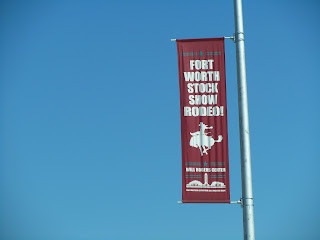 FORT
WORTH
STOCK
SHOW
RODEO!
WILL ROGERS CENTER